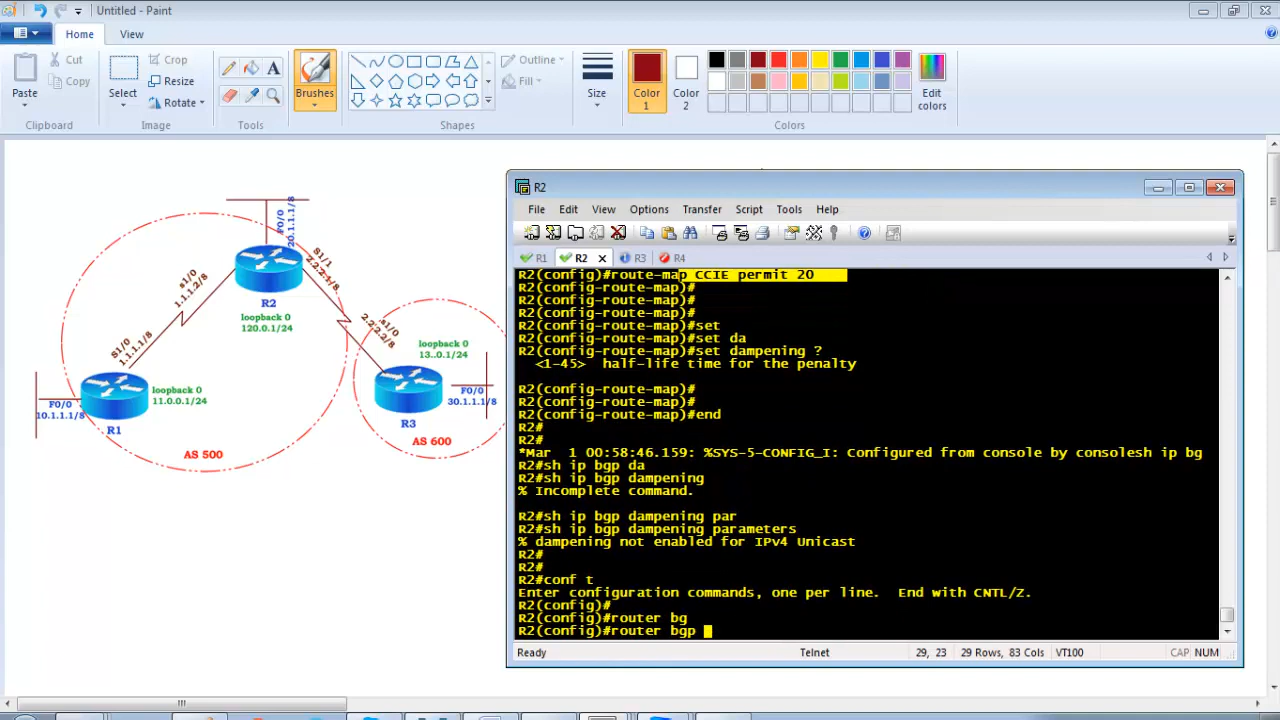 Untitled - Paint
Home
View
Paste
Cut
Copy
Clipboard
Select
Crop
Resize
Rotate
Image
A
Tools
Brushes
Shapes
Outline
Fill
Size
Color
1
Color
2
Edit
colors
Colors
F0/0
20.1.1.1/8
R2
loopback 0
120.0.1/24
s1/0
1.1.1.2/8
S1/1
2.2.2.1/8
S1/0
1.1.1.1/8
s1/0
2.2.2.2/8
loopback 0
13..0.1/24
F0/0
10.1.1.1/8
R1
loopback 0
11.0.0.1/24
AS 500
F0/0
30.1.1.1/8
R3
AS 600
R2
File Edit View Options Transfer Script Tools Help
R1 R2 R3 R4
R2(config)#route-map CCIE permit 20
R2(config-route-map)#
R2(config-route-map)#
R2(config-route-map)#
R2(config-route-map)#set
R2(config-route-map)#set da
R2(config-route-map)#set dampening ?
<1-45> half-life time for the penalty
R2(config-route-map)#
R2(config-route-map)#
R2(config-route-map)#end
R2#
R2#
*Mar 1 00:58:46.159: %SYS-5-CONFIG_I: Configured from console by consolesh ip bg
R2#sh ip bgp da
R2#sh ip bgp dampening
% Incomplete command.
R2#sh ip bgp dampening par
R2#sh ip bgp dampening parameters
% dampening not enabled for IPv4 Unicast
R2#
R2#
R2#conf t
Enter configuration commands, one per line. End with CNTL/Z.
R2(config)#
R2(config)#router bg
R2(config)#router bgp
Ready Telnet 29, 23 29 Rows, 83 Cols VT100 CAP NUM